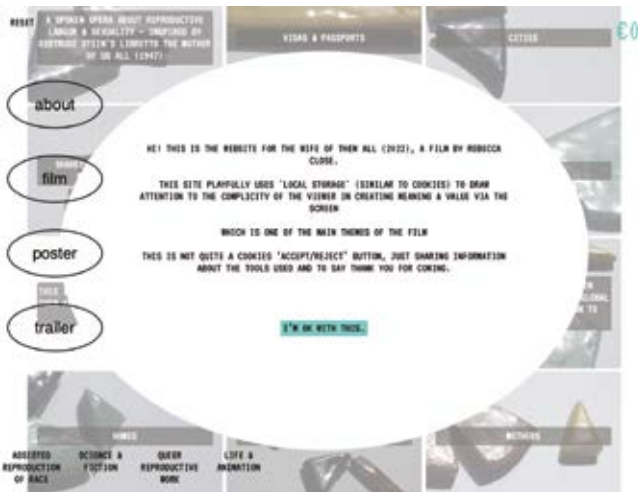 RESET
A SPOKEN OPERA ABOUT REPRODUCTIVE
LABOUR & SEXUALITY – INSPIRED BY
GERTRUDE STEIN'S LIBRETTO THE MOTHER
OF US ALL (1947)
VISAS & PASSPORTS
CITIES
€0
about
film
poster
trailer
HI! THIS IS THE WEBSITE FOR THE WIFE OF THEM ALL (2022), A FILM BY REBECCA
CLOSE.
THIS SITE PLAYFULLY USES 'LOCAL STORAGE' (SIMILAR TO COOKIES) TO DRAW
ATTENTION TO THE COMPLICITY OF THE VIEWER IN CREATING MEANING & VALUE VIA THE
SCREEN
WHICH IS ONE OF THE MAIN THEMES OF THE FILM
THIS IS NOT QUITE A COOKIES 'ACCEPT/REJECT' BUTTON, JUST SHARING INFORMATION
ABOUT THE TOOLS USED AND TO SAY THANK YOU FOR COMING.
I'M OK WITH THIS.
THIS
GLOBAL
TO
HOMES
MOTHERS
ASSISTED
REPRODUCTION
OF RACE
SCIENCE &
FICTION
QUEER
REPRODUCTIVE
WORK
LIFE &
ANIMATION